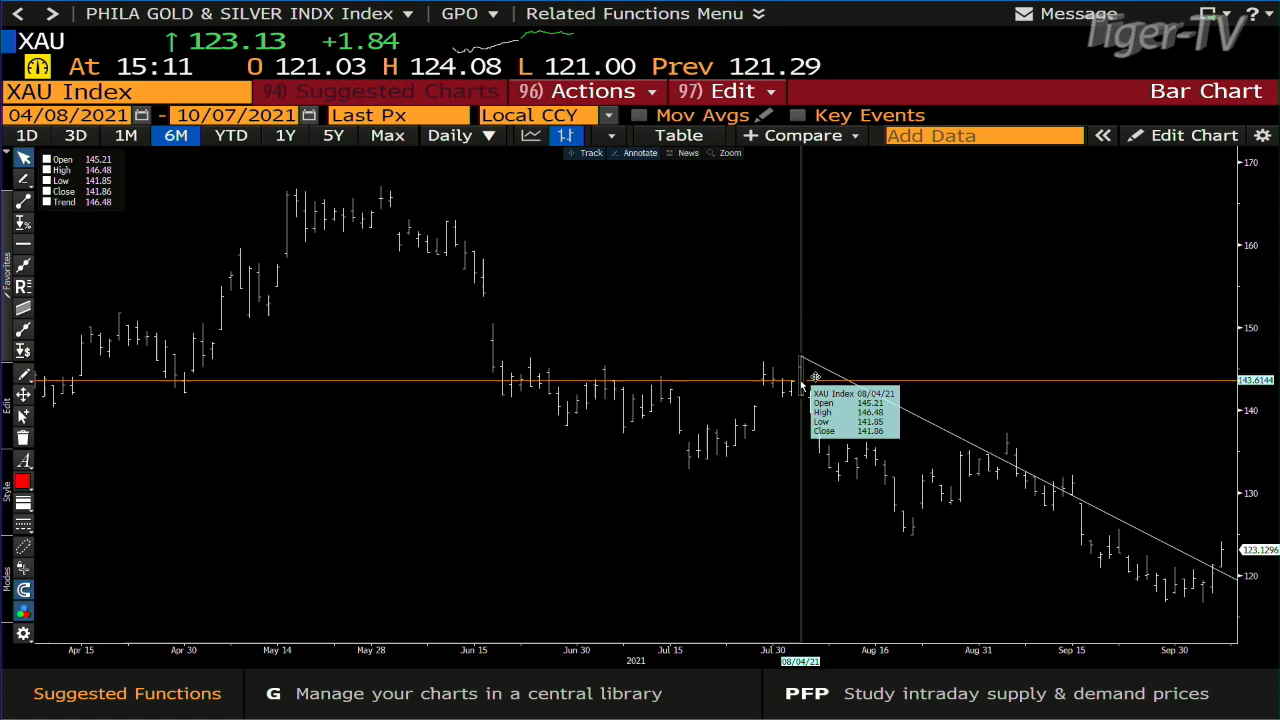 PHILA GOLD & SILVER INDX Index GPO Related Functions Menu Message ?
Tiger-TV
XAU 123.13 +1.84
At 15:11 O 121.03 H 124.08 L 121.00 Prev 121.29
XAU Index 94) Suggested Charts 96) Actions 97) Edit Bar Chart
04/08/2021 - 10/07/2021 Last Px Local CCY Mov Avgs Key Events
1D 3D 1M 6M YTD 1Y 5Y Max Daily Table + Compare Add Data Edit Chart
Track Annotate News Zoom
Open 145.21
High 146.48
Low 141.85
Close 141.86
Trend 146.48
170
160
150
143.6144
140
130
123.1296
120
XAU Index 08/04/21
Open 145.21
High 146.48
Low 141.85
Close 141.86
Favorites
Edit
Style
Modes
Apr 15 Apr 30 May 14 May 28 Jun 15 Jun 30 Jul 15 Jul 30 Aug 16 Aug 31 Sep 15 Sep 30
2021 08/04/21
Suggested Functions G Manage your charts in a central library PFP Study intraday supply & demand prices